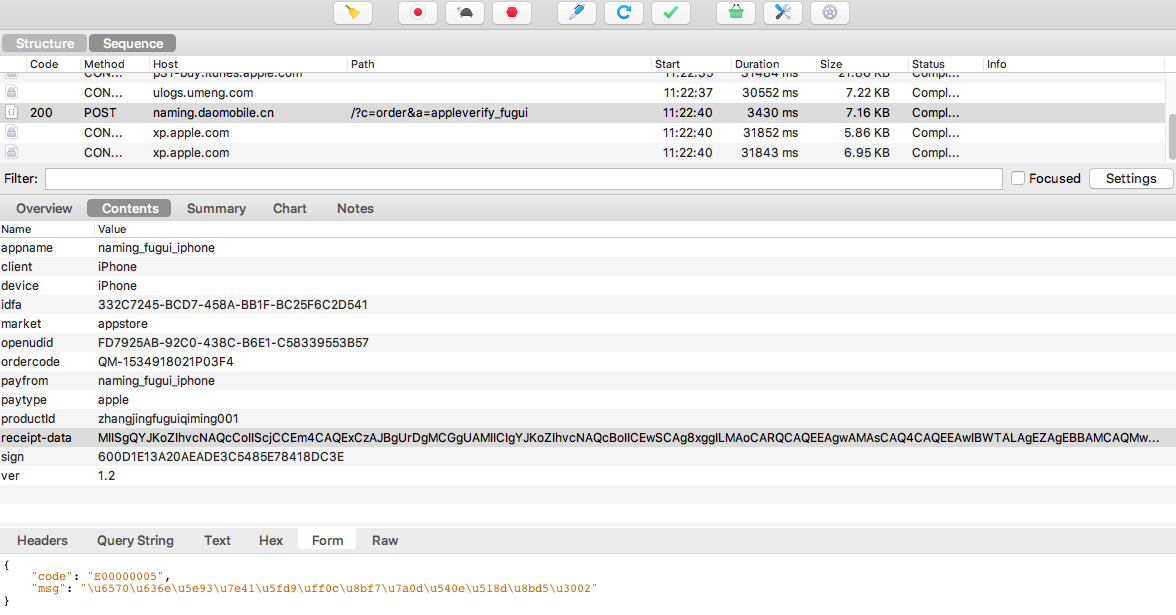 Structure Sequence
Code Method Host Path Start Duration Size Status Info
CON... p51-buy.itunes.apple.com 11:22:35 31484 ms 21.86 KB Compl...
CON... ulogs.umeng.com 11:22:37 30552 ms 7.22 KB Compl...
200 POST naming.daomobile.cn /?c=order&a=appleverify_fugui 11:22:40 3430 ms 7.16 KB Compl...
CON... xp.apple.com 11:22:40 31852 ms 5.86 KB Compl...
CON... xp.apple.com 11:22:40 31843 ms 6.95 KB Compl...
Filter: Focused Settings
Overview Contents Summary Chart Notes
Name Value
appname naming_fugui_iphone
client iPhone
device iPhone
idfa 332C7245-BCD7-458A-BB1F-BC25F6C2D541
market appstore
openudid FD7925AB-92C0-438C-B6E1-C58339553B57
ordercode QM-1534918021P03F4
payfrom naming_fugui_iphone
paytype apple
productId zhangjingfuguiqiming001
receipt-data MIISgQYJKoZIhvcNAQcCoIIScjCCEm4CAQExCzAJBgUrDgMCGgUAMIICIgYJKoZIhvcNAQcBoIICEwSCAg8xggILMAoCARQCAQEEAgwAMAsCAQ4CAQEEAwIBWTALAgEZAgEBBAMCAQMw...
sign 600D1E13A20AEADE3C5485E78418DC3E
ver 1.2
Headers Query String Text Hex Form Raw
{
"code": "E00000005",
"msg": "\u6570\u636e\u5e93\u7e41\u5fd9\uff0c\u8bf7\u7a0d\u540e\u518d\u8bd5\u3002"
}